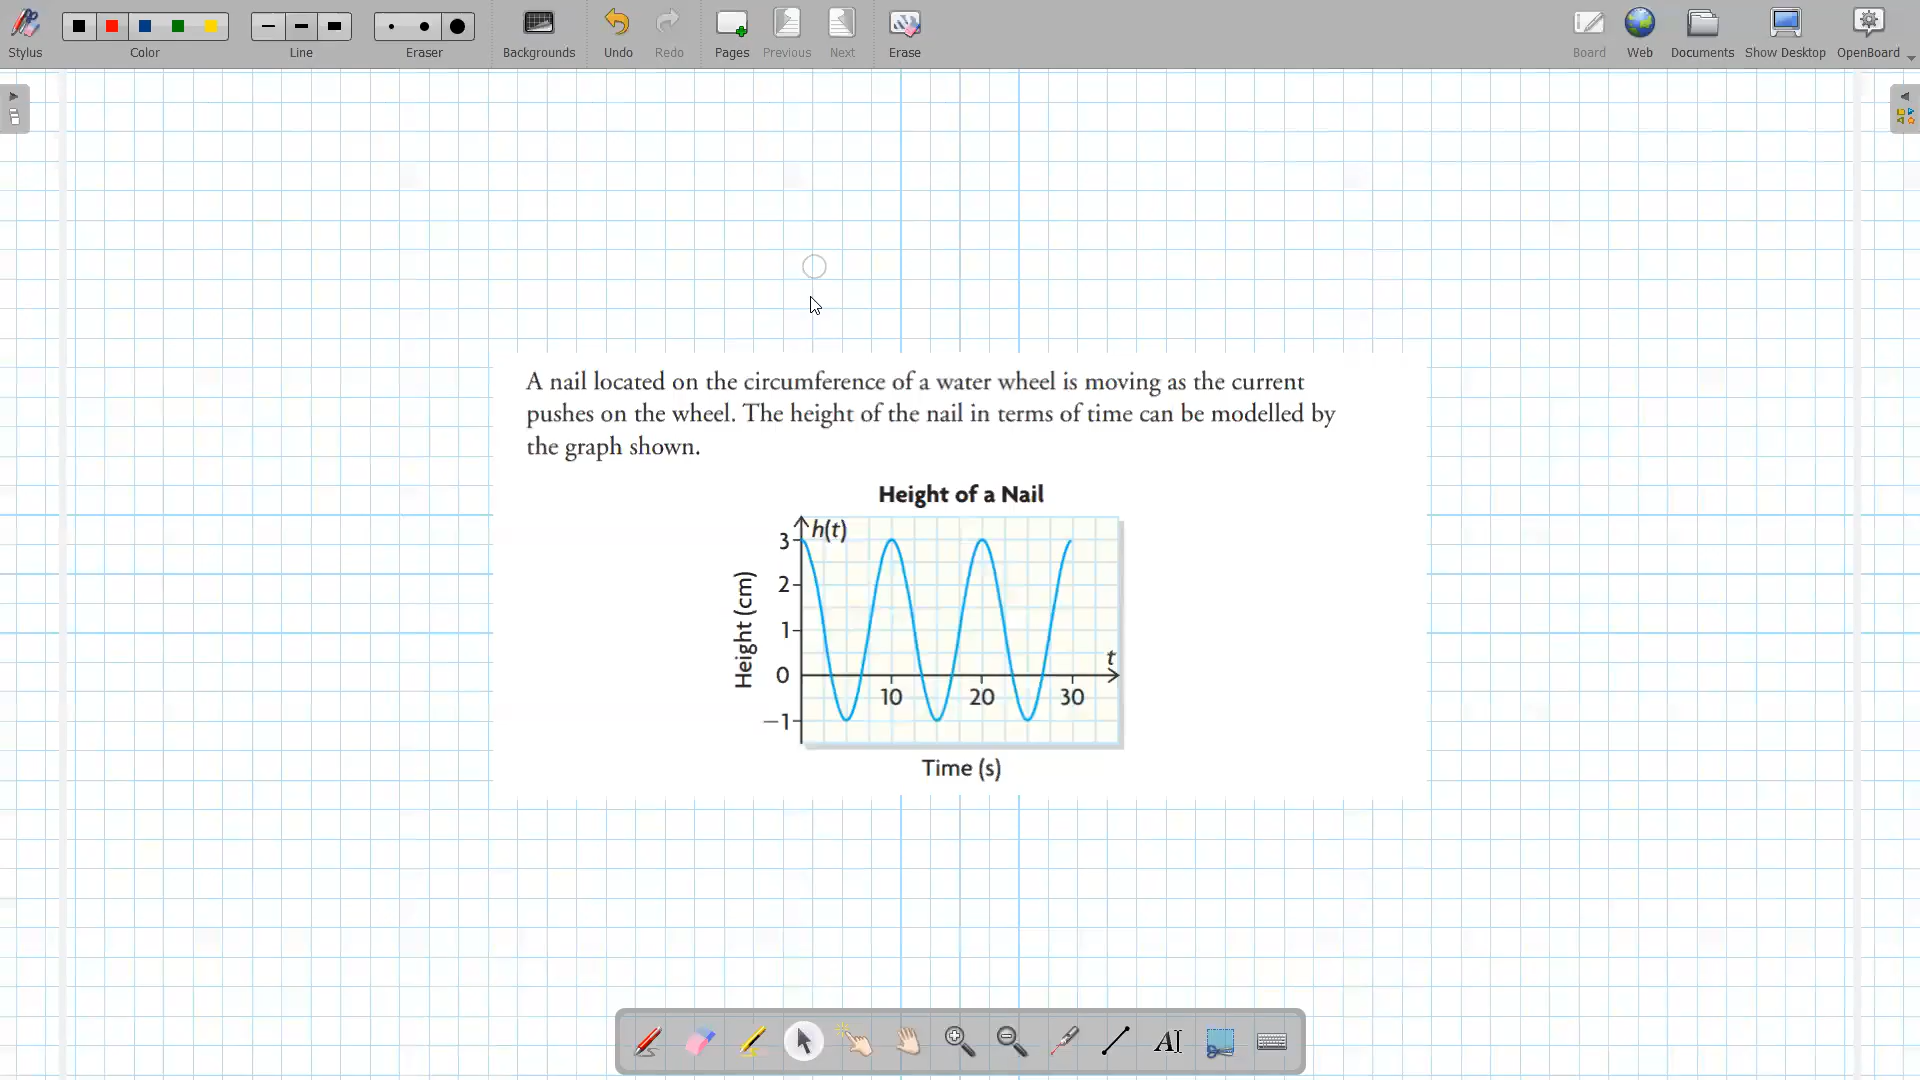 Stylus
Color
Line
Eraser
Backgrounds
Undo
Redo
Pages
Previous
Next
Erase
Board
Web
Documents
Show Desktop
OpenBoard
A nail located on the circumference of a water wheel is moving as the current
pushes on the wheel. The height of the nail in terms of time can be modelled by
the graph shown.
Height of a Nail
h(t)
3
2
1
0
−1
Height (cm)
t
10 20 30
Time (s)
AI